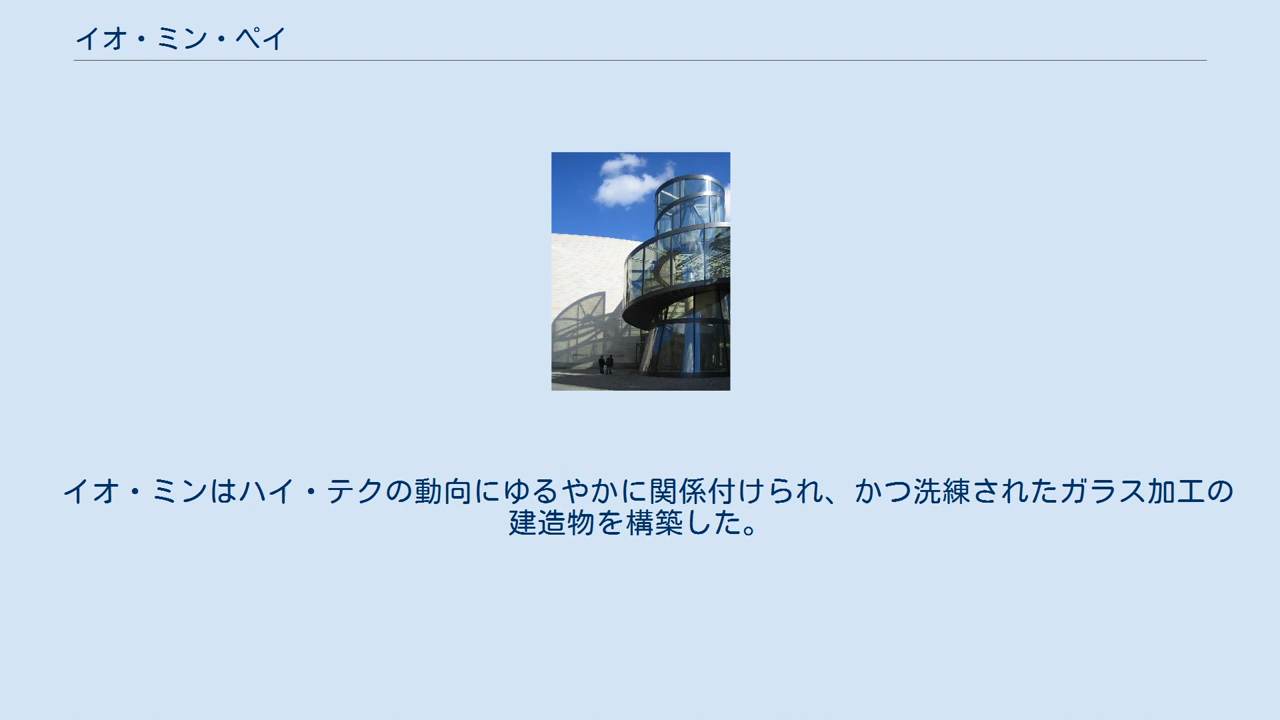 イオ・ミン・ペイ
イオ・ミンはハイ・テクの動向にゆるやかに関係付けられ、かつ洗練されたガラス加工の
建造物を構築した。